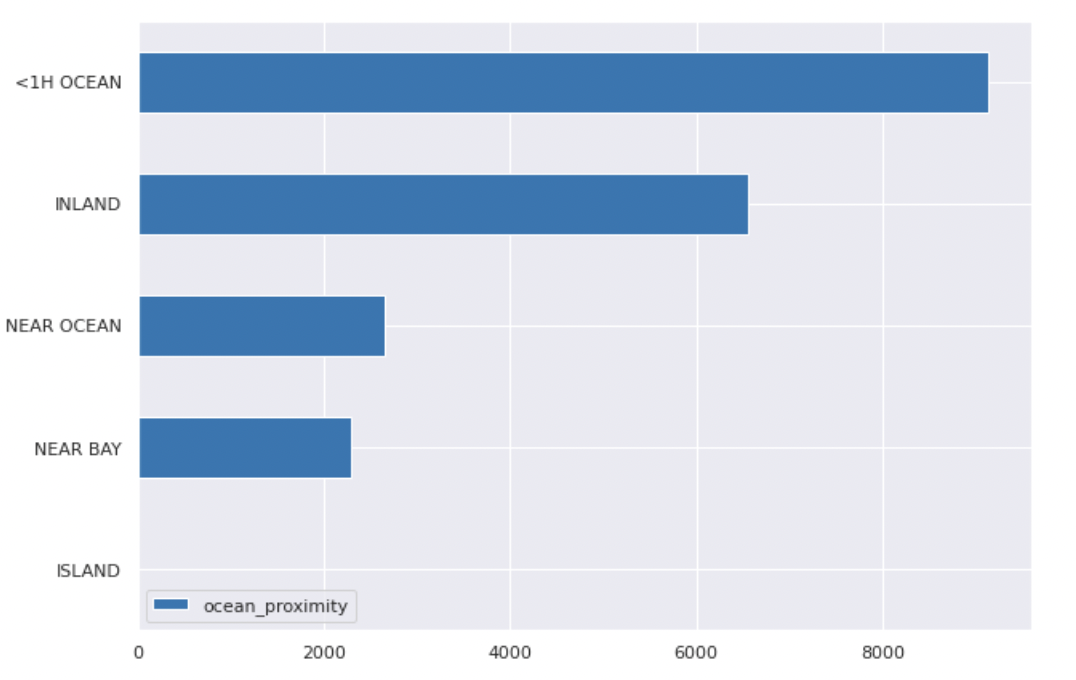 <1H OCEAN
INLAND
NEAR OCEAN
NEAR BAY
ISLAND
ocean_proximity
0 2000 4000 6000 8000